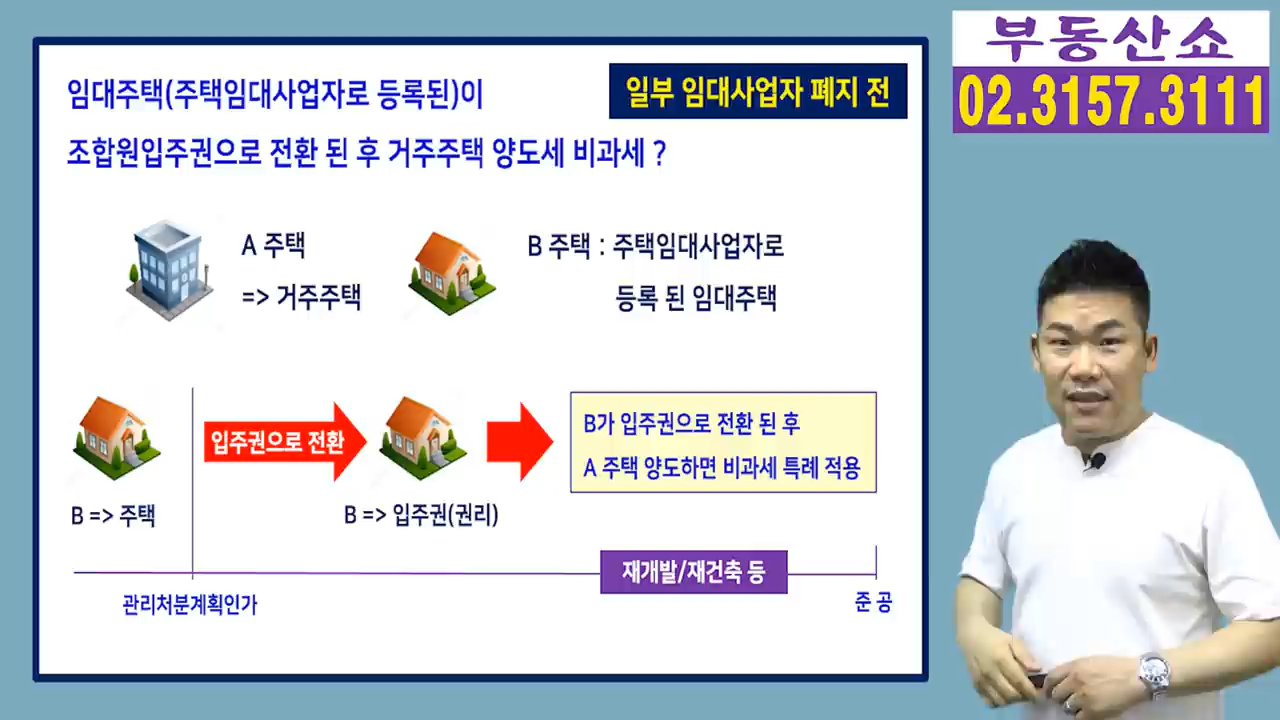 부동산쇼
02.3157.3111
임대주택(주택임대사업자로 등록된)이
일부 임대사업자 폐지 전
조합원입주권으로 전환 된 후 거주주택 양도세 비과세 ?
A 주택
=> 거주주택
B 주택 : 주택임대사업자로
등록 된 임대주택
입주권으로 전환
B가 입주권으로 전환 된 후
A 주택 양도하면 비과세 특례 적용
B => 주택
B => 입주권(권리)
재개발/재건축 등
관리처분계획인가
준 공